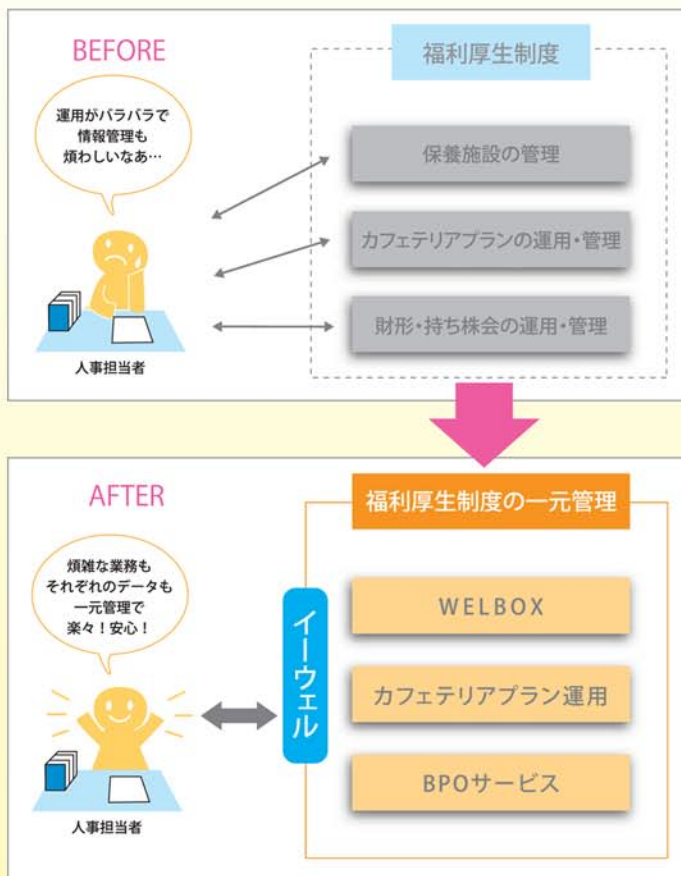 BEFORE
福利厚生制度
運用がバラバラで
情報管理も
煩わしいなあ…
保養施設の管理
カフェテリアプランの運用・管理
財形・持ち株会の運用・管理
人事担当者
AFTER
福利厚生制度の一元管理
煩雑な業務も
それぞれのデータも
一元管理で
楽々!安心!
イーウェル
WELBOX
カフェテリアプラン運用
BPOサービス
人事担当者